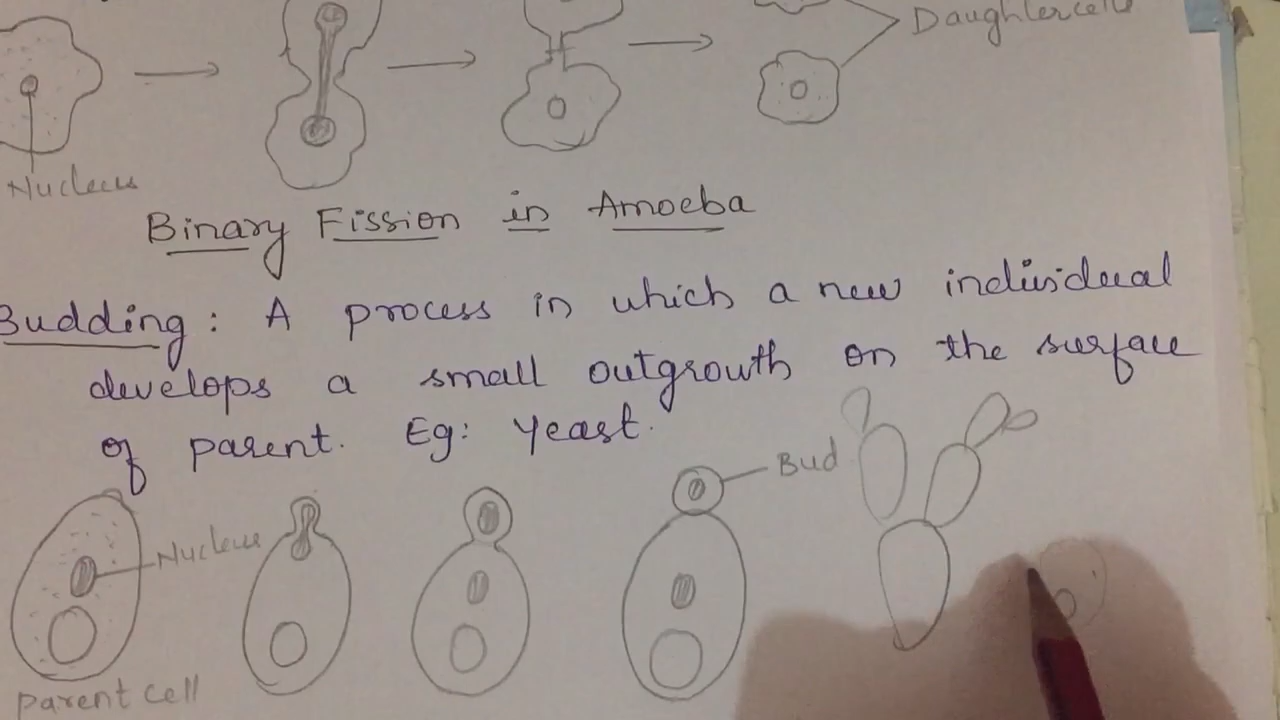 Daughter cells
Nucleus
Binary Fission in Amoeba
Budding: A process in which a new individual
develops a small outgrowth on the surface
of parent. Eg: Yeast.
Bud
Nucleus
Parent cell